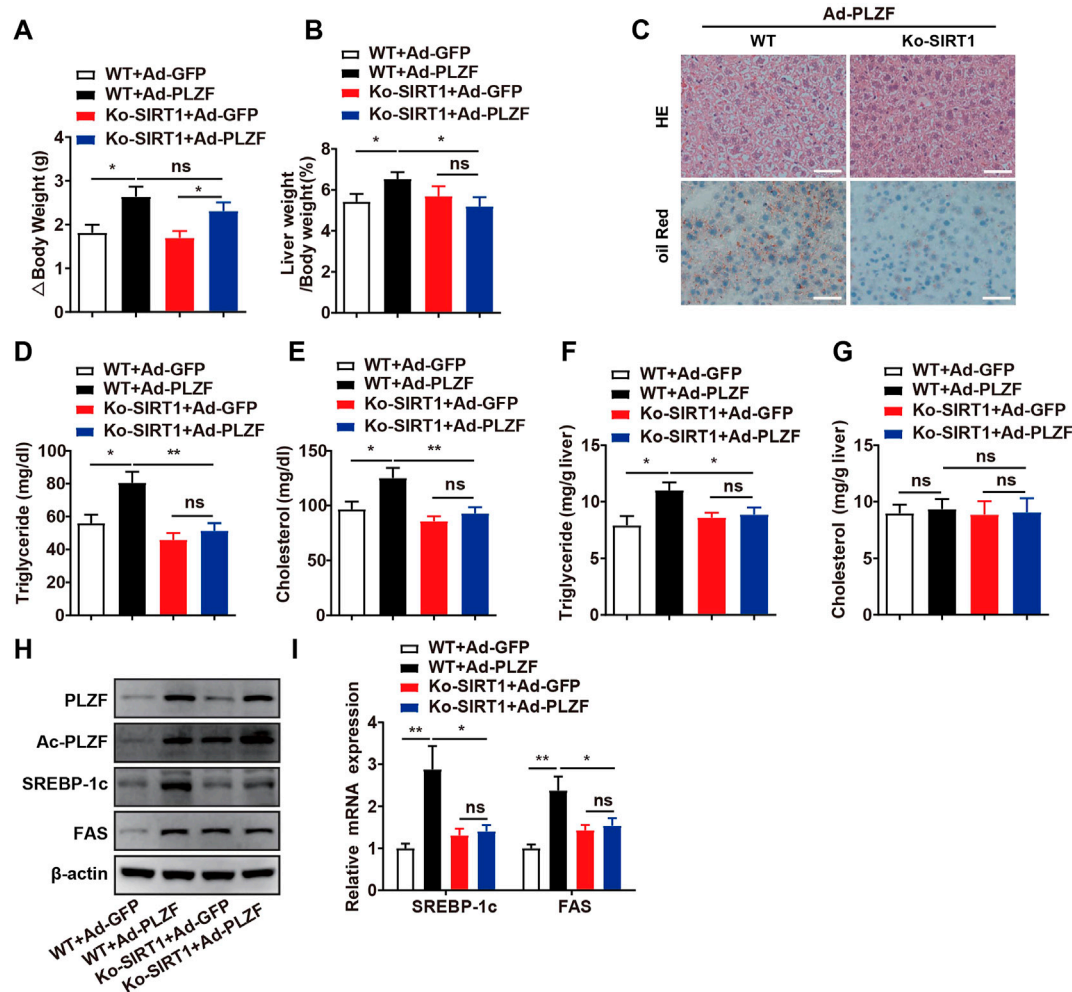 A
WT+Ad-GFP
WT+Ad-PLZF
Ko-SIRT1+Ad-GFP
Ko-SIRT1+Ad-PLZF
△Body Weight (g)
4
3
2
1
0
*
ns
*
B
WT+Ad-GFP
WT+Ad-PLZF
Ko-SIRT1+Ad-GFP
Ko-SIRT1+Ad-PLZF
Liver weight
/Body weight(%)
8
6
4
2
0
*
*
ns
C
Ad-PLZF
WT
Ko-SIRT1
HE
oil Red
D
WT+Ad-GFP
WT+Ad-PLZF
Ko-SIRT1+Ad-GFP
Ko-SIRT1+Ad-PLZF
Triglyceride (mg/dl)
100
80
60
40
20
0
*
**
ns
E
WT+Ad-GFP
WT+Ad-PLZF
Ko-SIRT1+Ad-GFP
Ko-SIRT1+Ad-PLZF
Cholesterol (mg/dl)
150
100
50
0
*
**
ns
F
WT+Ad-GFP
WT+Ad-PLZF
Ko-SIRT1+Ad-GFP
Ko-SIRT1+Ad-PLZF
Triglyceride (mg/g liver)
15
10
5
0
*
*
ns
G
WT+Ad-GFP
WT+Ad-PLZF
Ko-SIRT1+Ad-GFP
Ko-SIRT1+Ad-PLZF
Cholesterol (mg/g liver)
15
10
5
0
ns
ns
ns
H
PLZF
Ac-PLZF
SREBP-1c
FAS
β-actin
WT+Ad-GFP
WT+Ad-PLZF
Ko-SIRT1+Ad-GFP
Ko-SIRT1+Ad-PLZF
I
WT+Ad-GFP
WT+Ad-PLZF
Ko-SIRT1+Ad-GFP
Ko-SIRT1+Ad-PLZF
Relative mRNA expression
4
3
2
1
0
**
*
ns
**
*
ns
SREBP-1c
FAS